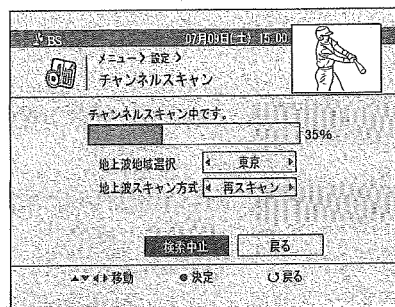 BS 07月09日(土) 15:00
メニュー 〉 設定 〉
チャンネルスキャン
チャンネルスキャン中です。
35%
地上波地域選択 東京
地上波スキャン方式 再スキャン
検索中止 戻る
▲▼◀▶移動 ●決定 ↺戻る